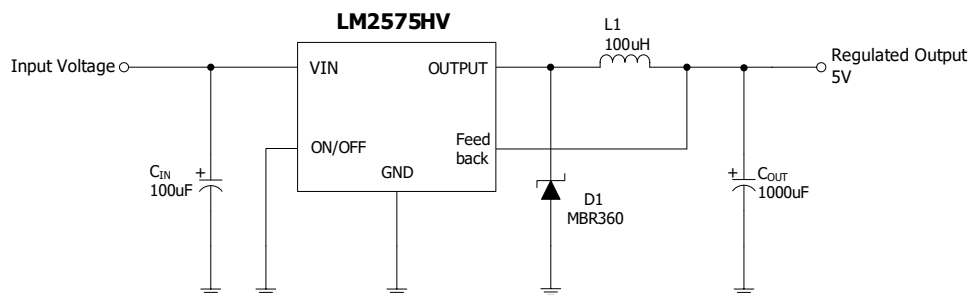 LM2575HV
L1
100uH
Input Voltage
VIN
OUTPUT
Regulated Output
5V
ON/OFF
Feed
back
GND
CIN
100uF
+
D1
MBR360
+
COUT
1000uF